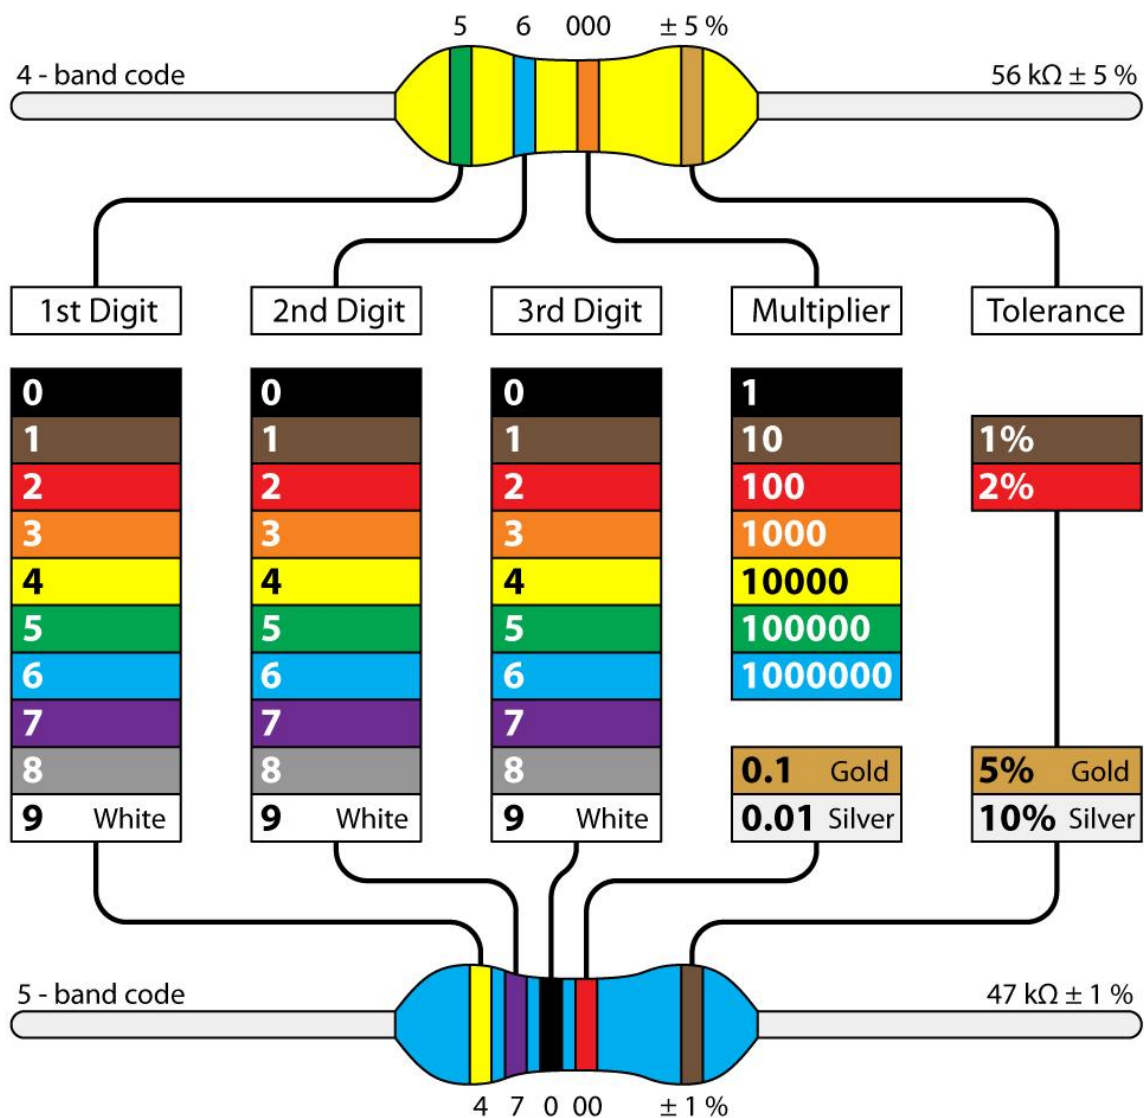 5 6 000 ± 5 %
4 - band code 56 kΩ ± 5 %
1st Digit 2nd Digit 3rd Digit Multiplier Tolerance
0 0 0 1
1 1 1 10 1%
2 2 2 100 2%
3 3 3 1000
4 4 4 10000
5 5 5 100000
6 6 6 1000000
7 7 7
8 8 8 0.1 Gold 5% Gold
9 White 9 White 9 White 0.01 Silver 10% Silver
5 - band code 47 kΩ ± 1 %
4 7 0 00 ± 1 %